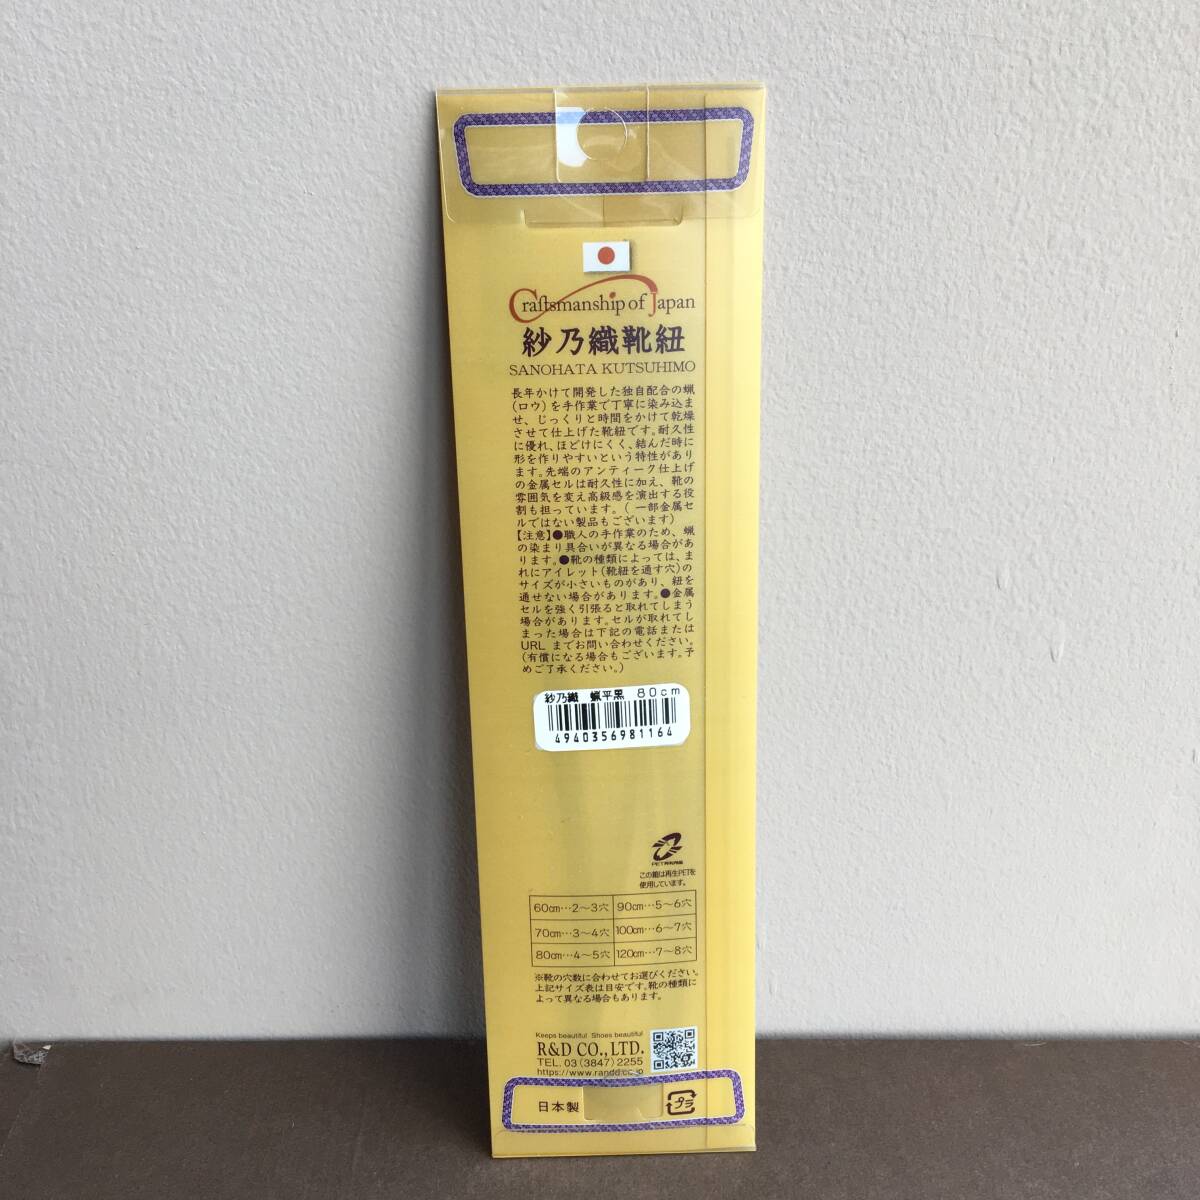 Craftsmanship of Japan
紗乃織靴紐
SANOHATA KUTSUHIMO
長年かけて開発した独自配合の蝋
(ロウ)を手作業で丁寧に染み込ま
せ、じっくりと時間をかけて乾燥
させて仕上げた靴紐です。耐久性
に優れ、ほどけにくく、結んだ時に
形を作りやすいという特性があり
ます。先端のアンティーク仕上げ
の金属セルは耐久性に加え、靴の
雰囲気を変え高級感を演出する役
割も担っています。(一部金属セ
ルではない製品もございます)
【注意】●職人の手作業のため、蝋
の染まり具合いが異なる場合があ
ります。●靴の種類によっては、ま
れにアイレット(靴紐を通す穴)の
サイズが小さいものがあり、紐を
通せない場合があります。●金属
セルを強く引張ると取れてしまう
場合があります。セルが取れてし
まった場合は下記の電話または
URL までお問い合わせください。
(有償になる場合もございます。予
めご了承ください。)
紗乃織 蝋平黒 80cm
4940356981164
この箱は再生PETを
使用しています。
60cm…2～3穴 90cm…5～6穴
70cm…3～4穴 100cm…6～7穴
80cm…4～5穴 120cm…7～8穴
※靴の穴数に合わせてお選びください。
上記サイズ表は目安です。靴の種類に
よって異なる場合もあります。
Keeps beautiful Shoes beautiful
R&D CO.,LTD.
TEL. 03 (3847) 2255
https://www.randd.co.jp
日本製
プラ